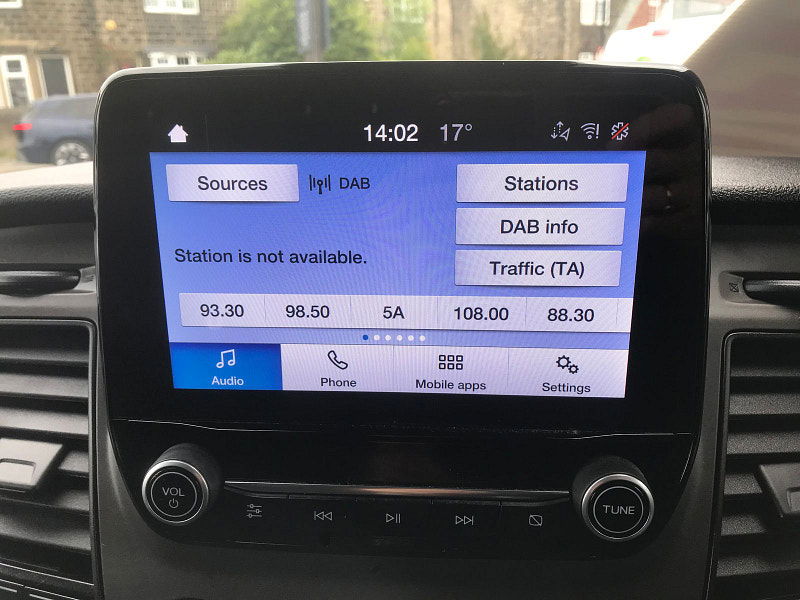 14:02 17°
Sources DAB Stations
DAB info
Station is not available.
Traffic (TA)
93.30 98.50 5A 108.00 88.30
Audio Phone Mobile apps Settings
VOL
TUNE